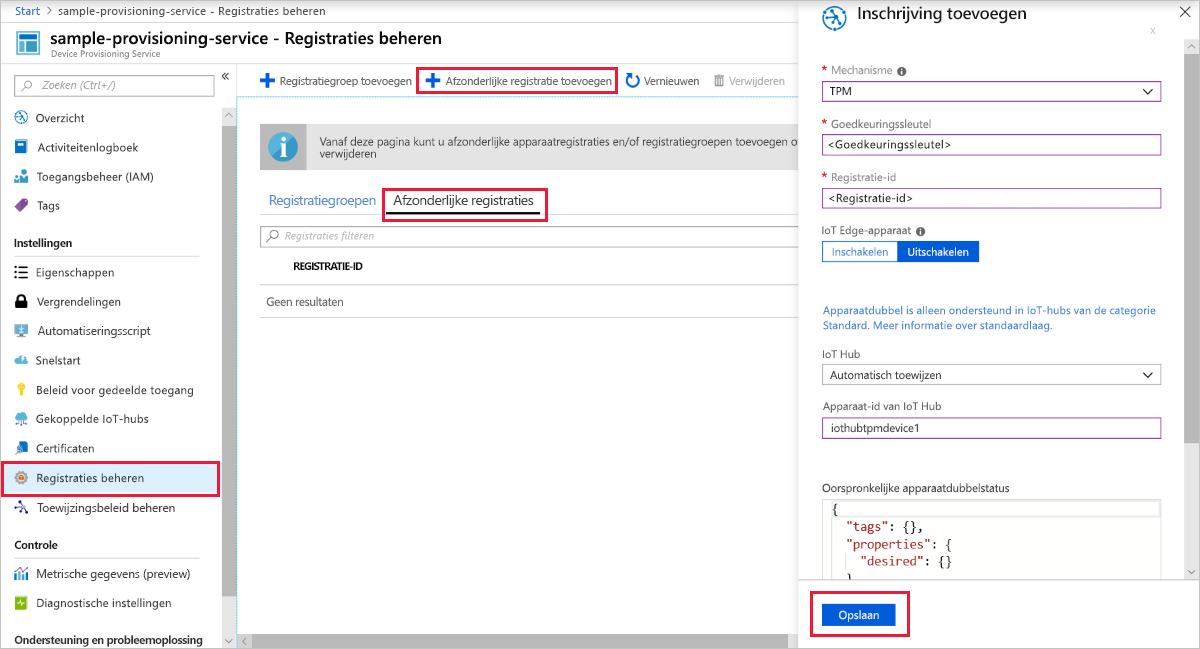 Start > sample-provisioning-service - Registraties beheren
sample-provisioning-service - Registraties beheren
Device Provisioning Service
Zoeken (Ctrl+/)
Overzicht
Activiteitenlogboek
Toegangsbeheer (IAM)
Tags
Instellingen
Eigenschappen
Vergrendelingen
Automatiseringsscript
Snelstart
Beleid voor gedeelde toegang
Gekoppelde IoT-hubs
Certificaten
Registraties beheren
Toewijzingsbeleid beheren
Controle
Metrische gegevens (preview)
Diagnostische instellingen
Ondersteuning en probleemoplossing
Registratiegroep toevoegen
Afzonderlijke registratie toevoegen
Vernieuwen
Verwijderen
Vanaf deze pagina kunt u afzonderlijke apparaatregistraties en/of registratiegroepen toevoegen o
verwijderen
Registratiegroepen
Afzonderlijke registraties
Registraties filteren
REGISTRATIE-ID
Geen resultaten
Inschrijving toevoegen
x
* Mechanisme
TPM
* Goedkeuringssleutel
<Goedkeuringssleutel>
* Registratie-id
<Registratie-id>
IoT Edge-apparaat
Inschakelen
Uitschakelen
Apparaatdubbel is alleen ondersteund in IoT-hubs van de categorie
Standard. Meer informatie over standaardlaag.
IoT Hub
Automatisch toewijzen
Apparaat-id van IoT Hub
iothubtpmdevice1
Oorspronkelijke apparaatdubbelstatus
{
"tags": {},
"properties": {
"desired": {}
}
Opslaan